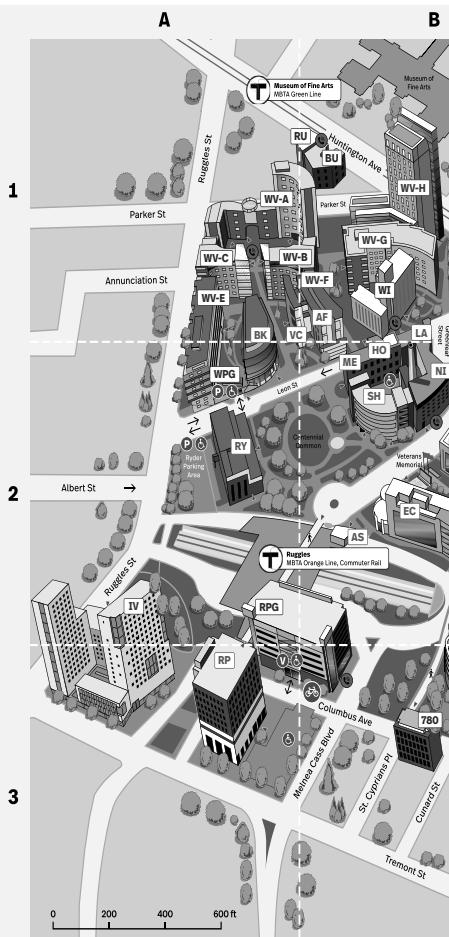 A
B
Museum of Fine Arts
MBTA Green Line
Museum of
Fine Arts
Ruggles St
RU
BU
Huntington Ave
WV-H
1
WV-A
Parker St
Parker St
WV-G
WV-C
WV-B
Annunciation St
WV-F
WI
WV-E
AF
BK
VC
LA
Greenleaf
Street
HO
ME
NI
WPG
P
Leon St
SH
RY
P
Ryder
Parking
Area
Centennial
Common
Veterans
Memorial
Albert St
2
EC
AS
T
Ruggles
MBTA Orange Line, Commuter Rail
Ruggles St
IV
RPG
RP
V
Columbus Ave
780
Melnea Cass Blvd
St. Cyprians Pl
Cunard St
3
Tremont St
0 200 400 600 ft